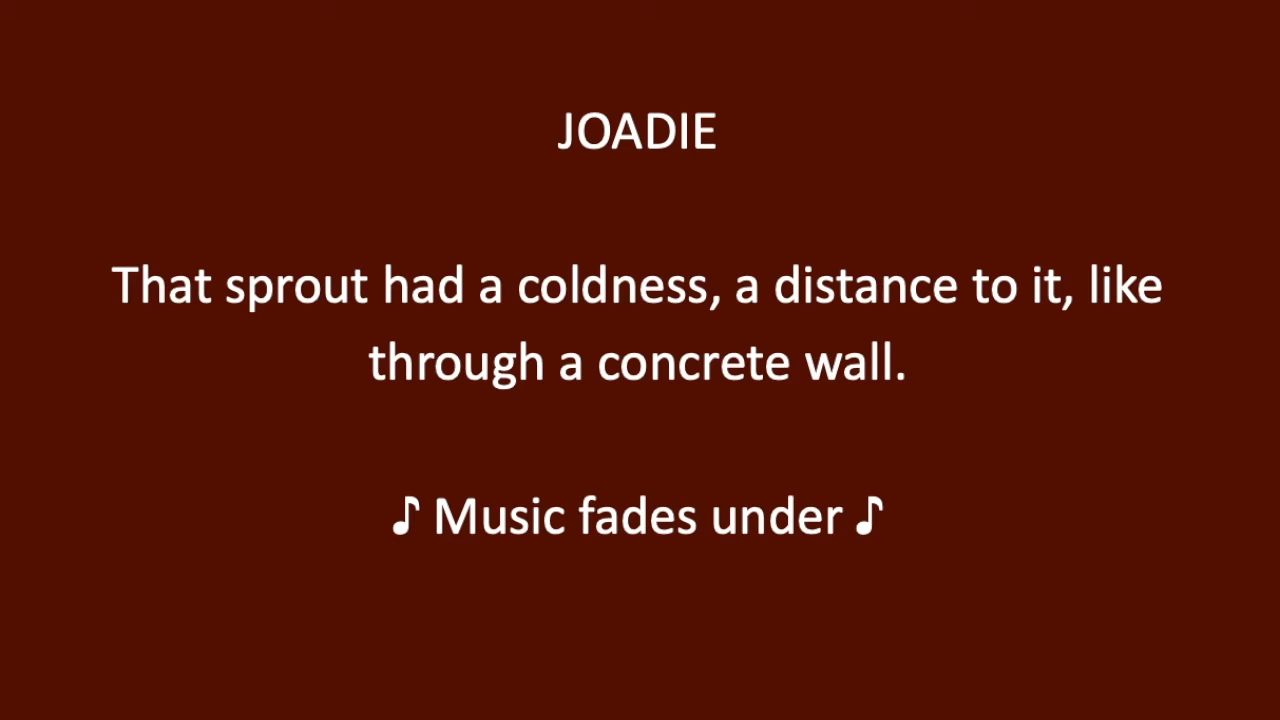 JOADIE
That sprout had a coldness, a distance to it, like
through a concrete wall.
♪ Music fades under ♪